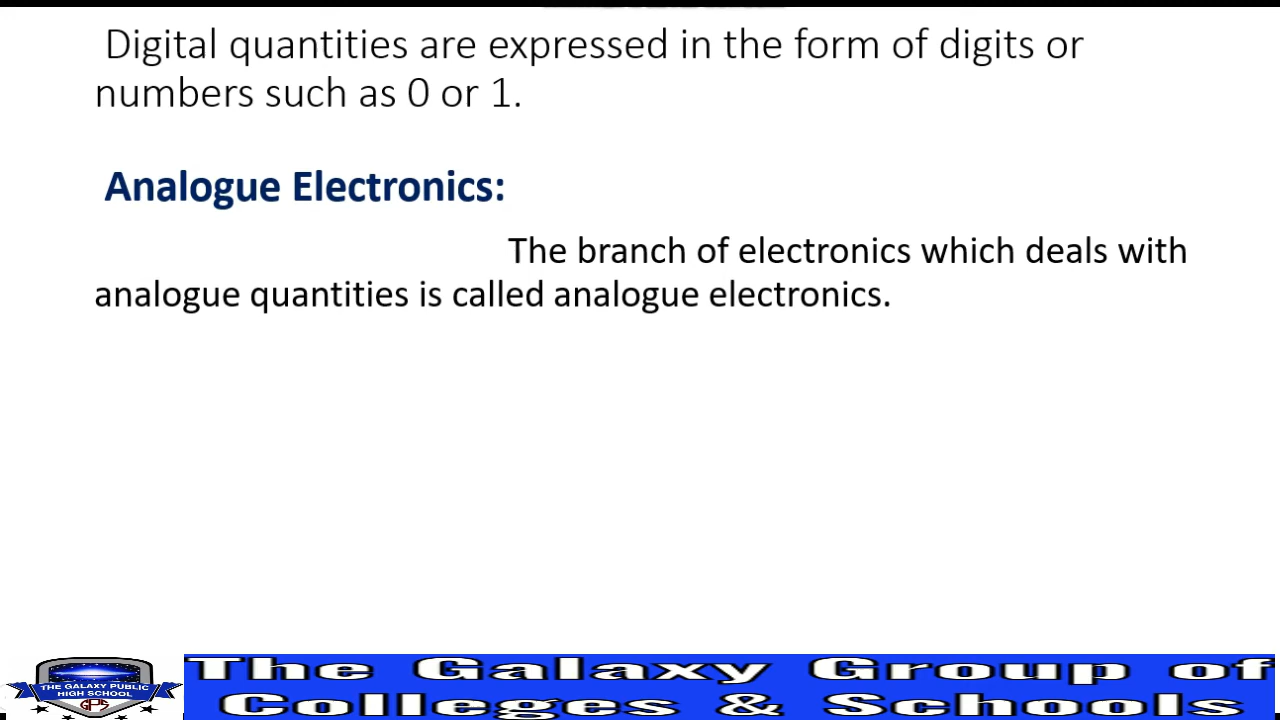 Digital quantities are expressed in the form of digits or
numbers such as 0 or 1.
Analogue Electronics:
The branch of electronics which deals with
analogue quantities is called analogue electronics.
THE GALAXY PUBLIC
HIGH SCHOOL
GPS
The Galaxy Group of
Colleges & Schools